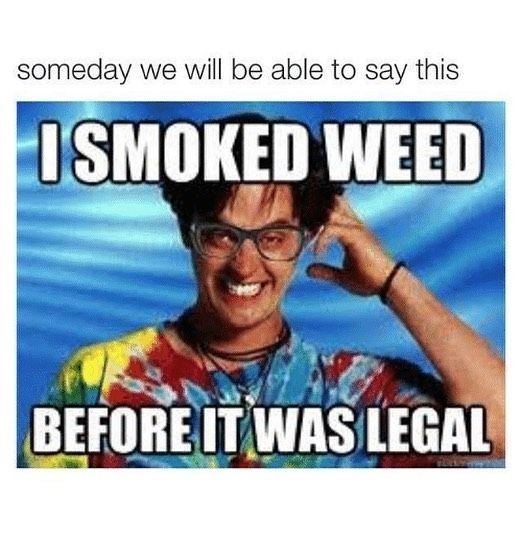 someday we will be able to say this
I SMOKED WEED
BEFORE IT WAS LEGAL